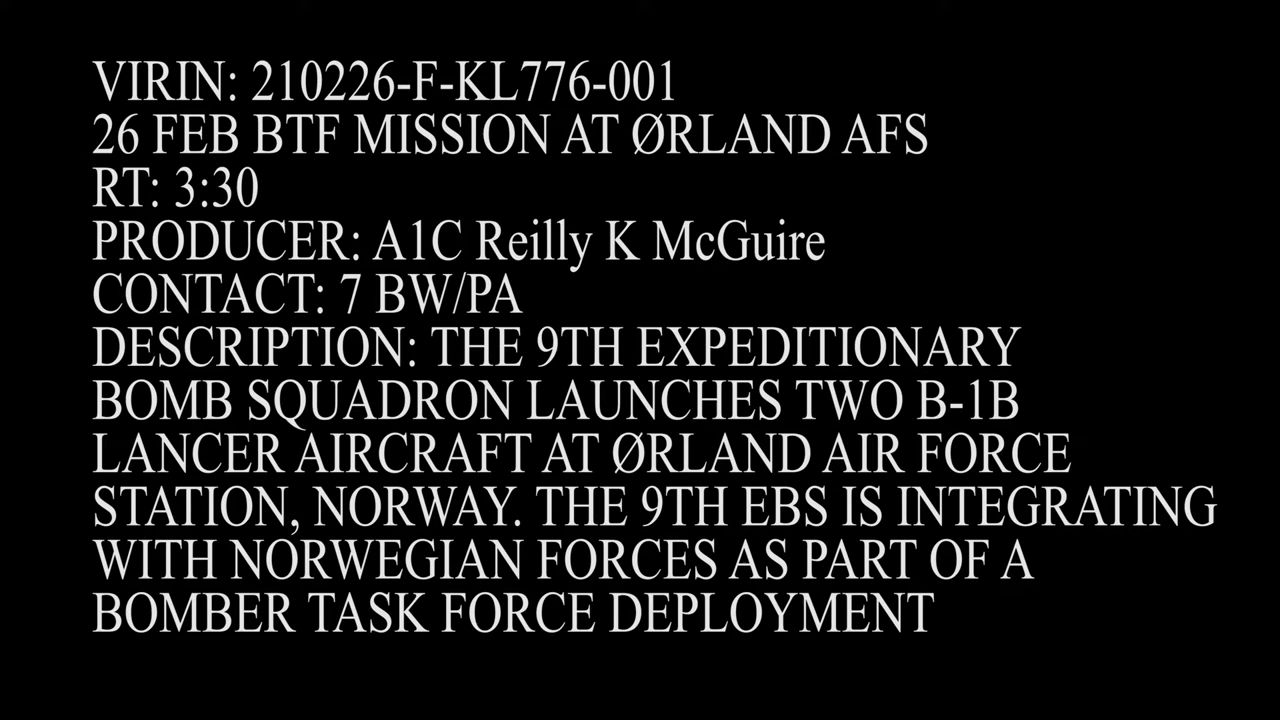 VIRIN: 210226-F-KL776-001
26 FEB BTF MISSION AT ØRLAND AFS
RT: 3:30
PRODUCER: A1C Reilly K McGuire
CONTACT: 7 BW/PA
DESCRIPTION: THE 9TH EXPEDITIONARY
BOMB SQUADRON LAUNCHES TWO B-1B
LANCER AIRCRAFT AT ØRLAND AIR FORCE
STATION, NORWAY. THE 9TH EBS IS INTEGRATING
WITH NORWEGIAN FORCES AS PART OF A
BOMBER TASK FORCE DEPLOYMENT